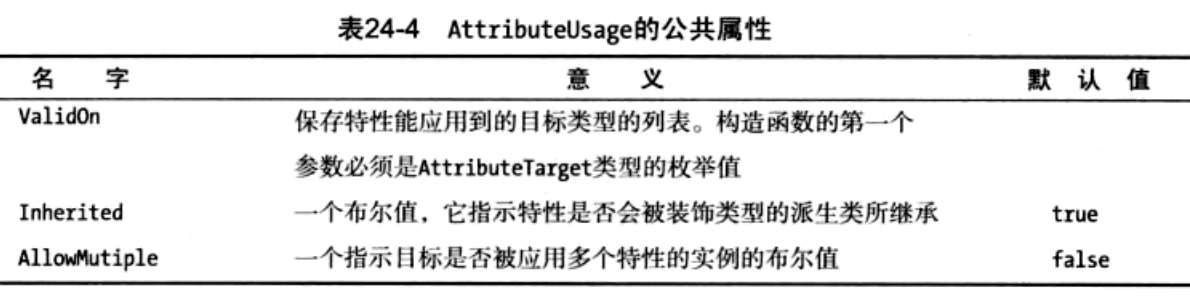 表24-4 AttributeUsage的公共属性
名 字 意 义 默 认 值
ValidOn 保存特性能应用到的目标类型的列表。构造函数的第一个
参数必须是AttributeTarget类型的枚举值
Inherited 一个布尔值，它指示特性是否会被装饰类型的派生类所继承 true
AllowMutiple 一个指示目标是否被应用多个特性的实例的布尔值 false